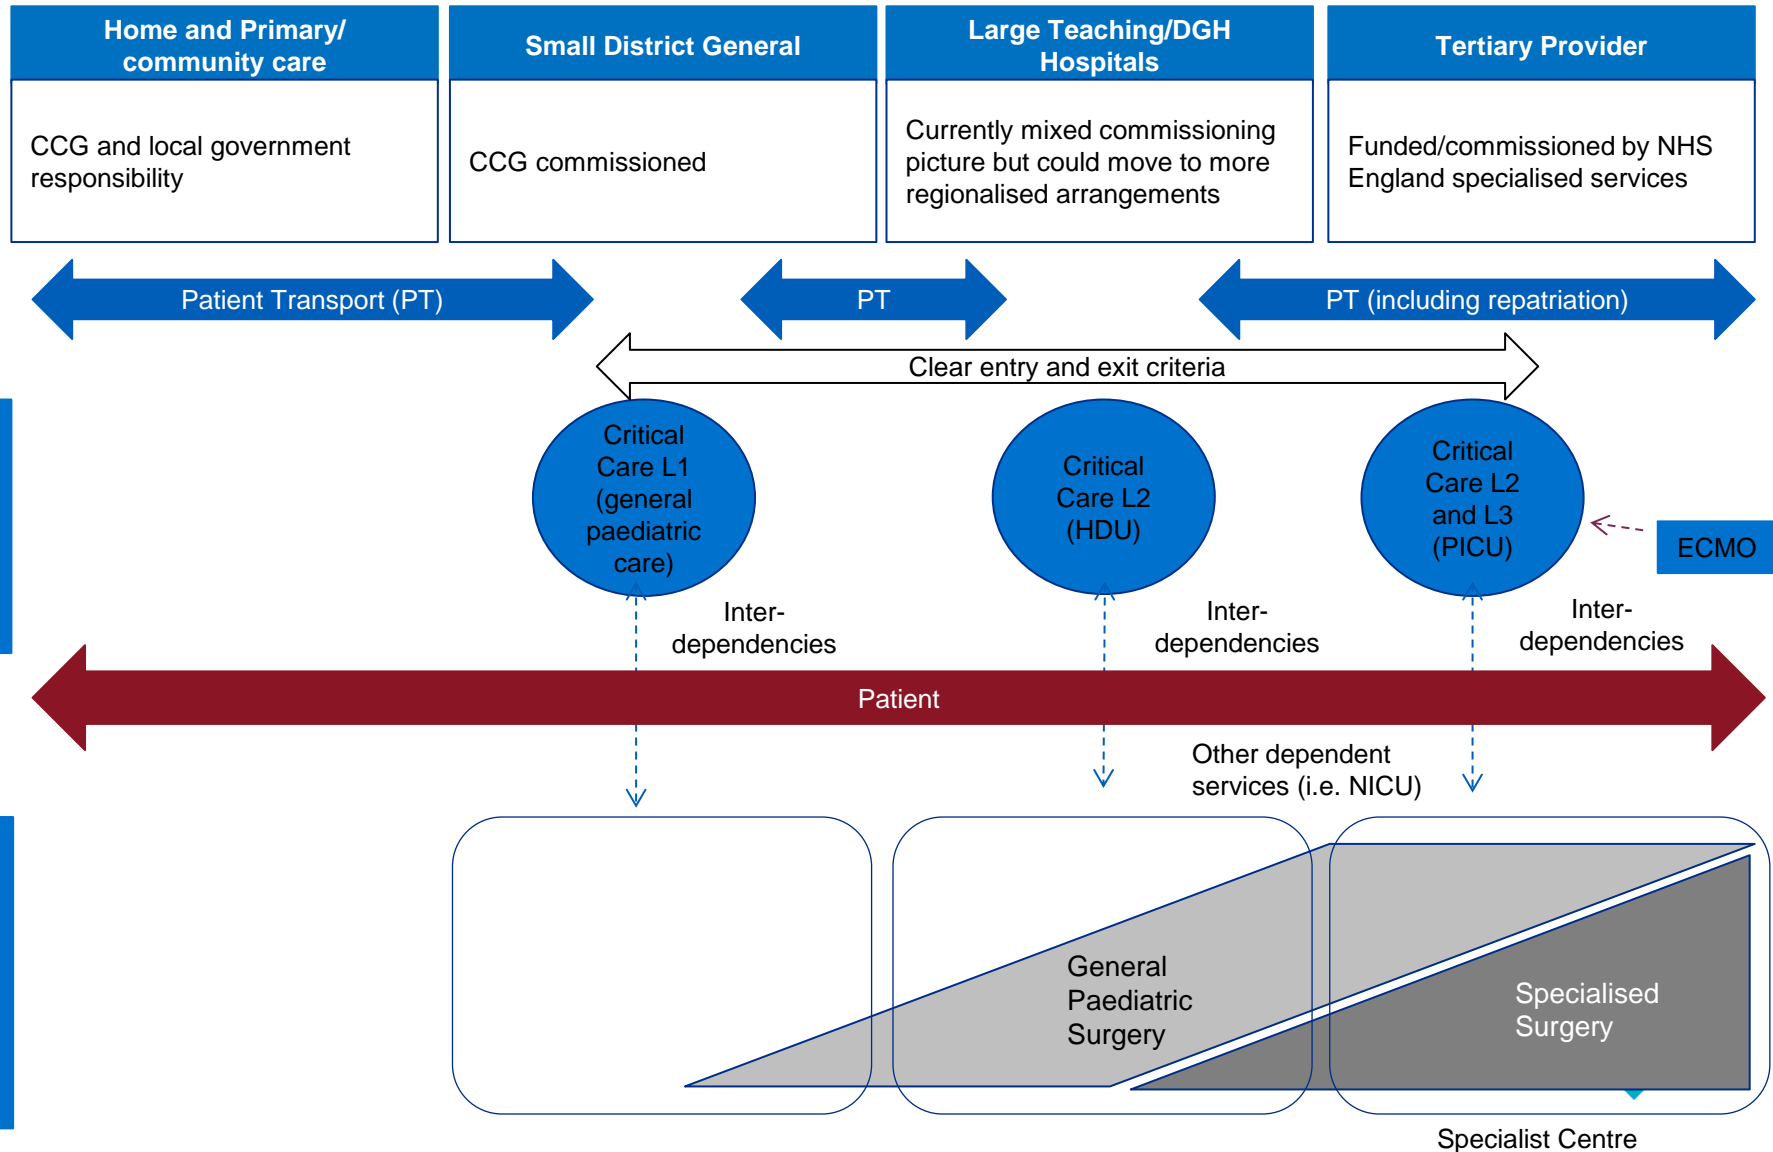 Home and Primary/
community care
Small District General
Large Teaching/DGH
Hospitals
Tertiary Provider
CCG and local government
responsibility
CCG commissioned
Currently mixed commissioning
picture but could move to more
regionalised arrangements
Funded/commissioned by NHS
England specialised services
Patient Transport (PT)
PT
PT (including repatriation)
Clear entry and exit criteria
Critical
Care L1
(general
paediatric
care)
Critical
Care L2
(HDU)
Critical
Care L2
and L3
(PICU)
ECMO
Inter-
dependencies
Inter-
dependencies
Inter-
dependencies
Patient
Other dependent
services (i.e. NICU)
General
Paediatric
Surgery
Specialised
Surgery
Specialist Centre